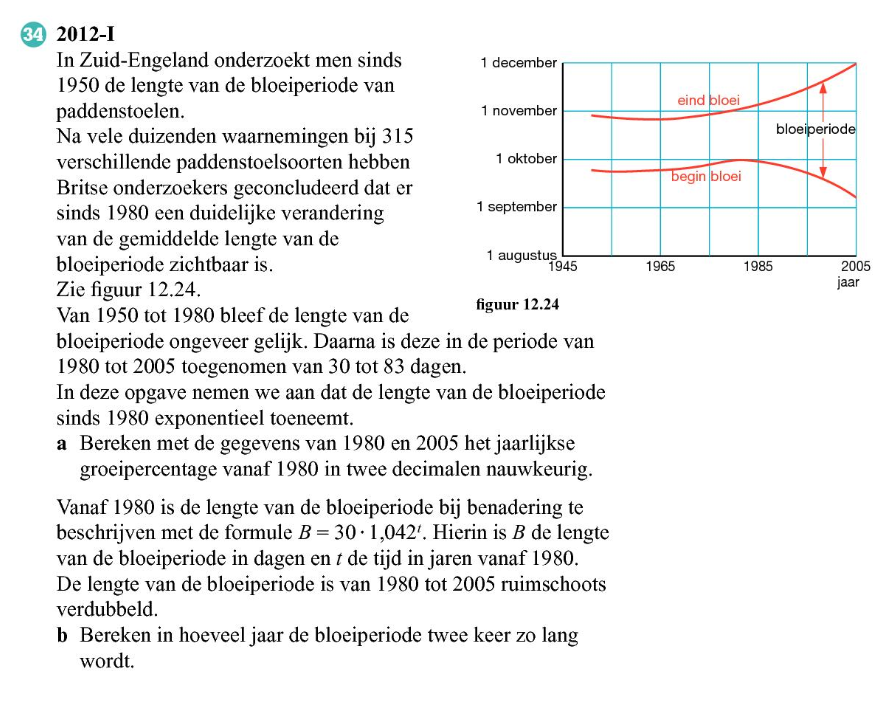 34 2012-I
In Zuid-Engeland onderzoekt men sinds
1950 de lengte van de bloeiperiode van
paddenstoelen.
Na vele duizenden waarnemingen bij 315
verschillende paddenstoelsoorten hebben
Britse onderzoekers geconcludeerd dat er
sinds 1980 een duidelijke verandering
van de gemiddelde lengte van de
bloeiperiode zichtbaar is.
Zie figuur 12.24.
Van 1950 tot 1980 bleef de lengte van de
1 december
1 november
1 oktober
1 september
1 augustus
eind bloei
bloeiperiode
begin bloei
1945 1965 1985 2005
jaar
figuur 12.24
bloeiperiode ongeveer gelijk. Daarna is deze in de periode van
1980 tot 2005 toegenomen van 30 tot 83 dagen.
In deze opgave nemen we aan dat de lengte van de bloeiperiode
sinds 1980 exponentieel toeneemt.
a Bereken met de gegevens van 1980 en 2005 het jaarlijkse
groeipercentage vanaf 1980 in twee decimalen nauwkeurig.
Vanaf 1980 is de lengte van de bloeiperiode bij benadering te
beschrijven met de formule B = 30 · 1,042ᵗ. Hierin is B de lengte
van de bloeiperiode in dagen en t de tijd in jaren vanaf 1980.
De lengte van de bloeiperiode is van 1980 tot 2005 ruimschoots
verdubbeld.
b Bereken in hoeveel jaar de bloeiperiode twee keer zo lang
wordt.